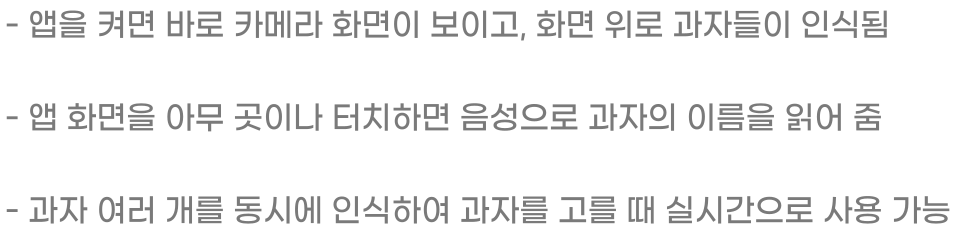 - 앱을 켜면 바로 카메라 화면이 보이고, 화면 위로 과자들이 인식됨
- 앱 화면을 아무 곳이나 터치하면 음성으로 과자의 이름을 읽어 줌
- 과자 여러 개를 동시에 인식하여 과자를 고를 때 실시간으로 사용 가능